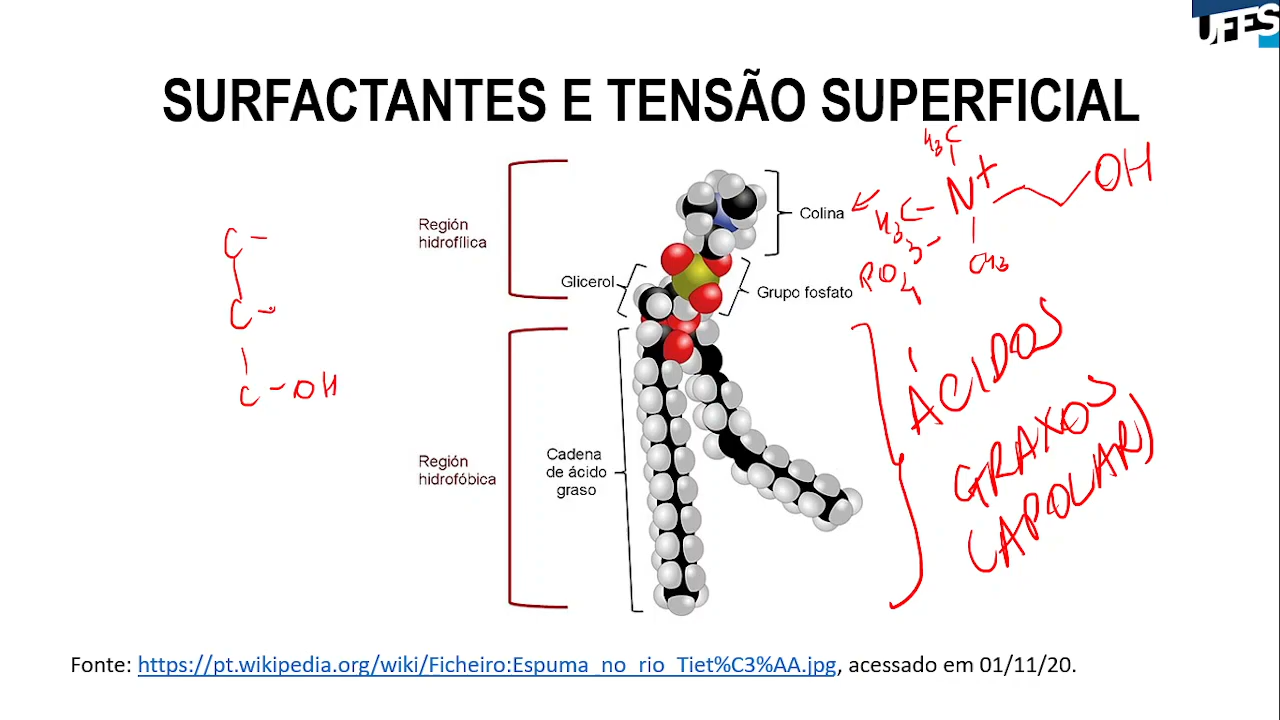 UFES
SURFACTANTES E TENSÃO SUPERFICIAL
H3C
N+
OH
H3C-
CH3
PO4 3-
C-
C-
C-OH
Región
hidrofílica
Colina
Glicerol
Grupo fosfato
ÁCIDOS
GRAXOS
(APOLAR)
Región
hidrofóbica
Cadena
de ácido
graso
Fonte: https://pt.wikipedia.org/wiki/Ficheiro:Espuma_no_rio_Tiet%C3%AA.jpg, acessado em 01/11/20.